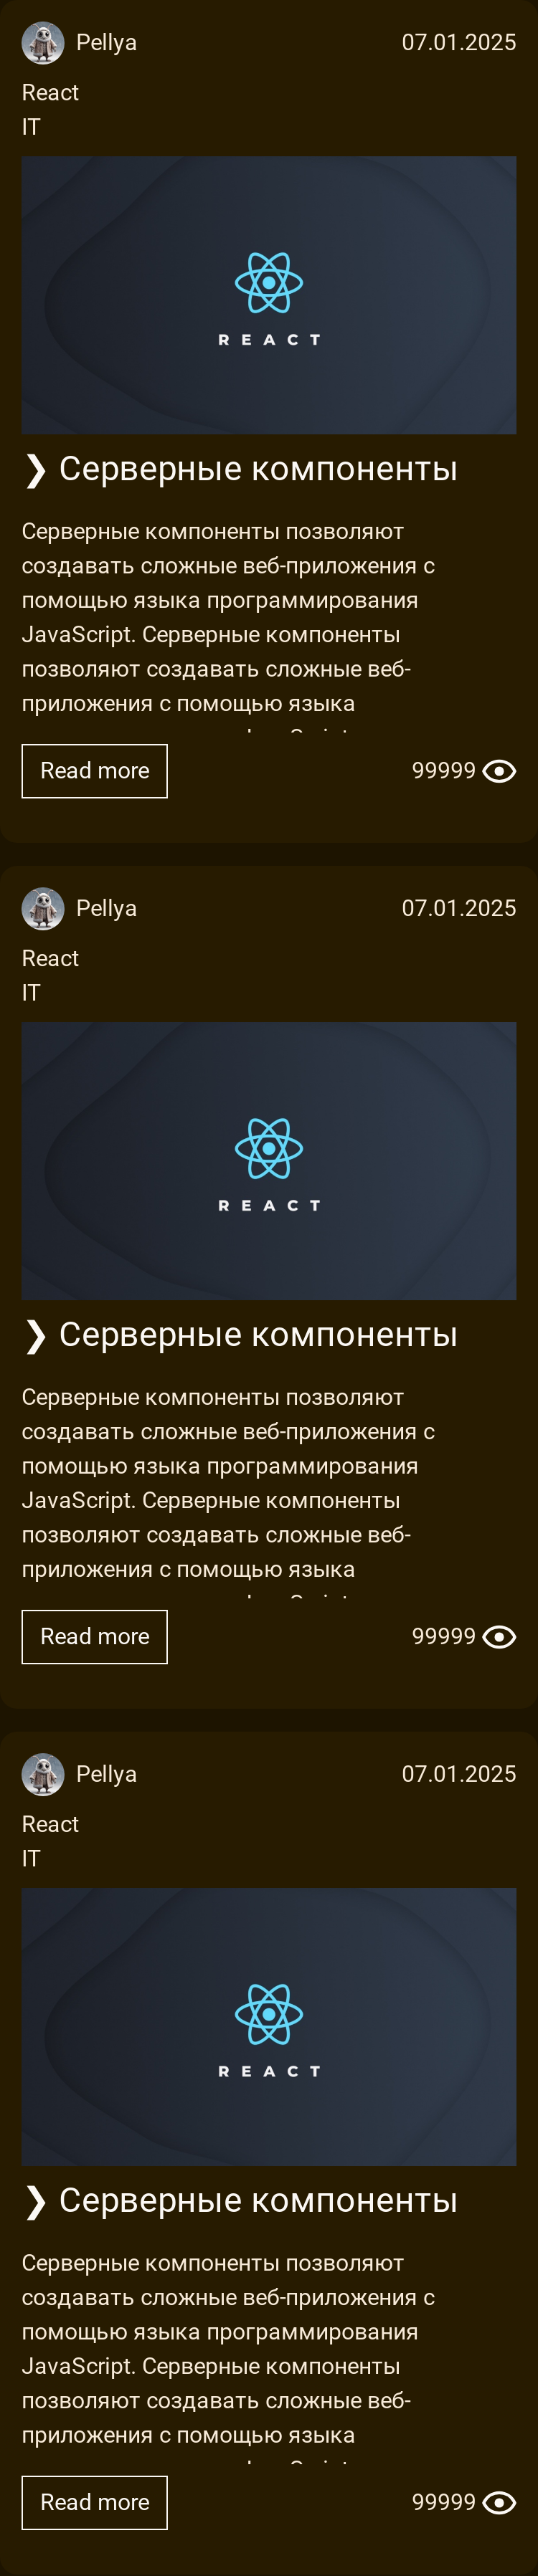 Pellya 07.01.2025
React
IT
REACT
❯ Серверные компоненты
Серверные компоненты позволяют
создавать сложные веб-приложения с
помощью языка программирования
JavaScript. Серверные компоненты
позволяют создавать сложные веб-
приложения с помощью языка
Read more 99999
Pellya 07.01.2025
React
IT
REACT
❯ Серверные компоненты
Серверные компоненты позволяют
создавать сложные веб-приложения с
помощью языка программирования
JavaScript. Серверные компоненты
позволяют создавать сложные веб-
приложения с помощью языка
Read more 99999
Pellya 07.01.2025
React
IT
REACT
❯ Серверные компоненты
Серверные компоненты позволяют
создавать сложные веб-приложения с
помощью языка программирования
JavaScript. Серверные компоненты
позволяют создавать сложные веб-
приложения с помощью языка
Read more 99999